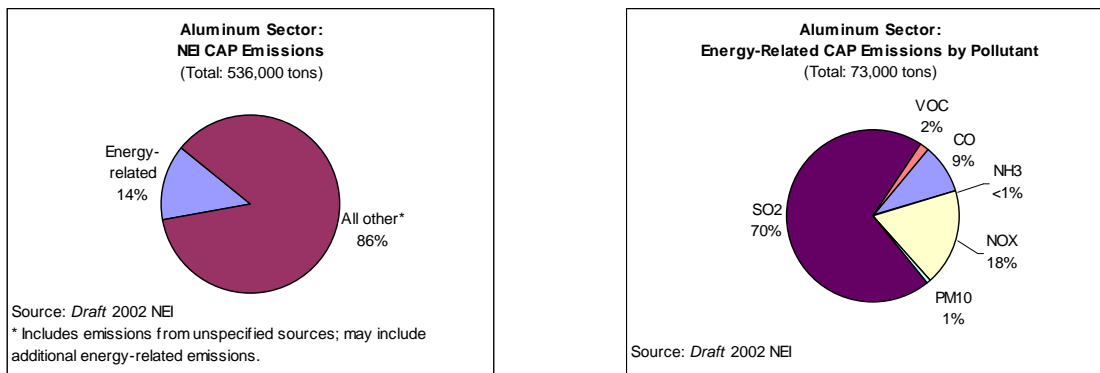 Aluminum Sector:
NEI CAP Emissions
(Total: 536,000 tons)
Energy-
related
14%
All other*
86%
Source: Draft 2002 NEI
* Includes emissions from unspecified sources; may include
additional energy-related emissions.
Aluminum Sector:
Energy-Related CAP Emissions by Pollutant
(Total: 73,000 tons)
VOC
2%
CO
9%
NH3
<1%
SO2
70%
NOX
18%
PM10
1%
Source: Draft 2002 NEI